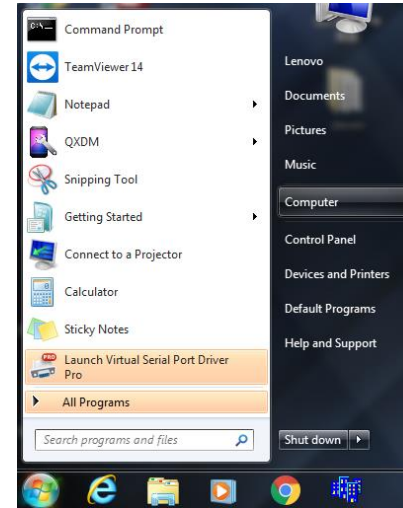 Command Prompt
TeamViewer 14
Notepad
QXDM
Snipping Tool
Getting Started
Connect to a Projector
Calculator
Sticky Notes
Launch Virtual Serial Port Driver
Pro
All Programs
Search programs and files
Lenovo
Documents
Pictures
Music
Computer
Control Panel
Devices and Printers
Default Programs
Help and Support
Shut down